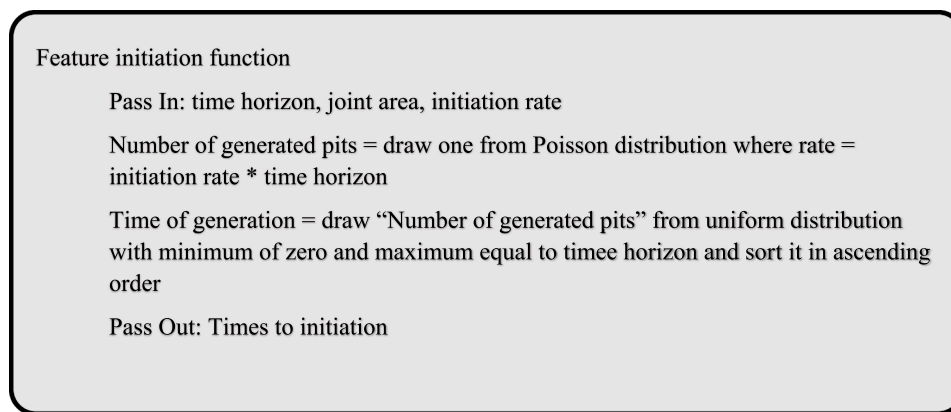 Feature initiation function
Pass In: time horizon, joint area, initiation rate
Number of generated pits = draw one from Poisson distribution where rate =
initiation rate * time horizon
Time of generation = draw “Number of generated pits” from uniform distribution
with minimum of zero and maximum equal to timee horizon and sort it in ascending
order
Pass Out: Times to initiation